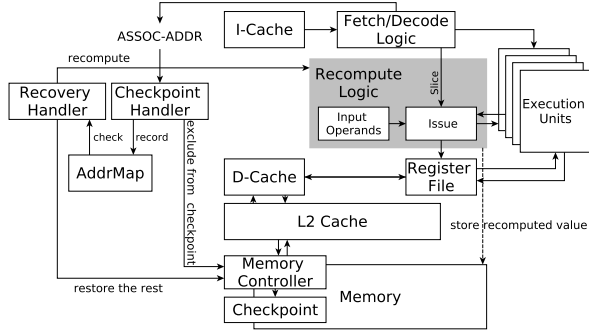 ASSOC-ADDR
I-Cache
Fetch/Decode
Logic
recompute
Recompute
Logic
Slice
Recovery
Handler
Checkpoint
Handler
Input
Operands
Issue
Execution
Units
check
record
exclude from checkpoint
AddrMap
D-Cache
Register
File
L2 Cache
store recomputed value
Memory
Controller
restore the rest
Memory
Checkpoint